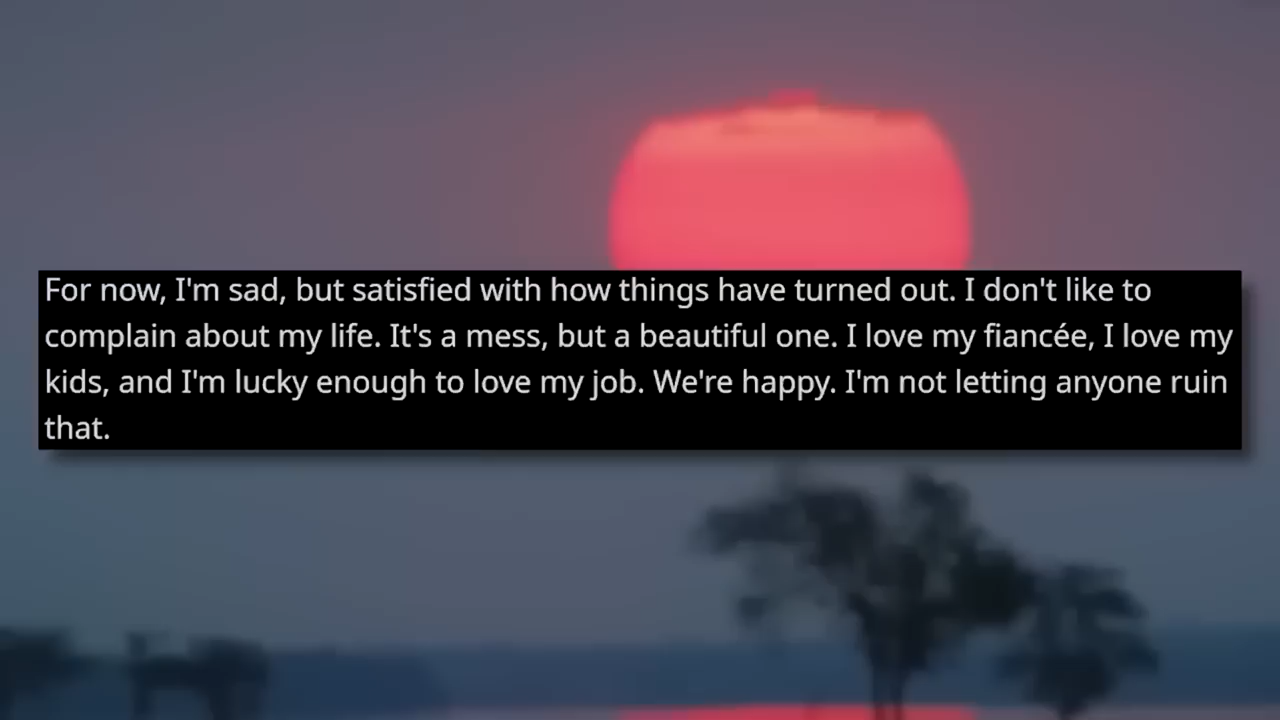 For now, I'm sad, but satisfied with how things have turned out. I don't like to
complain about my life. It's a mess, but a beautiful one. I love my fiancée, I love my
kids, and I'm lucky enough to love my job. We're happy. I'm not letting anyone ruin
that.